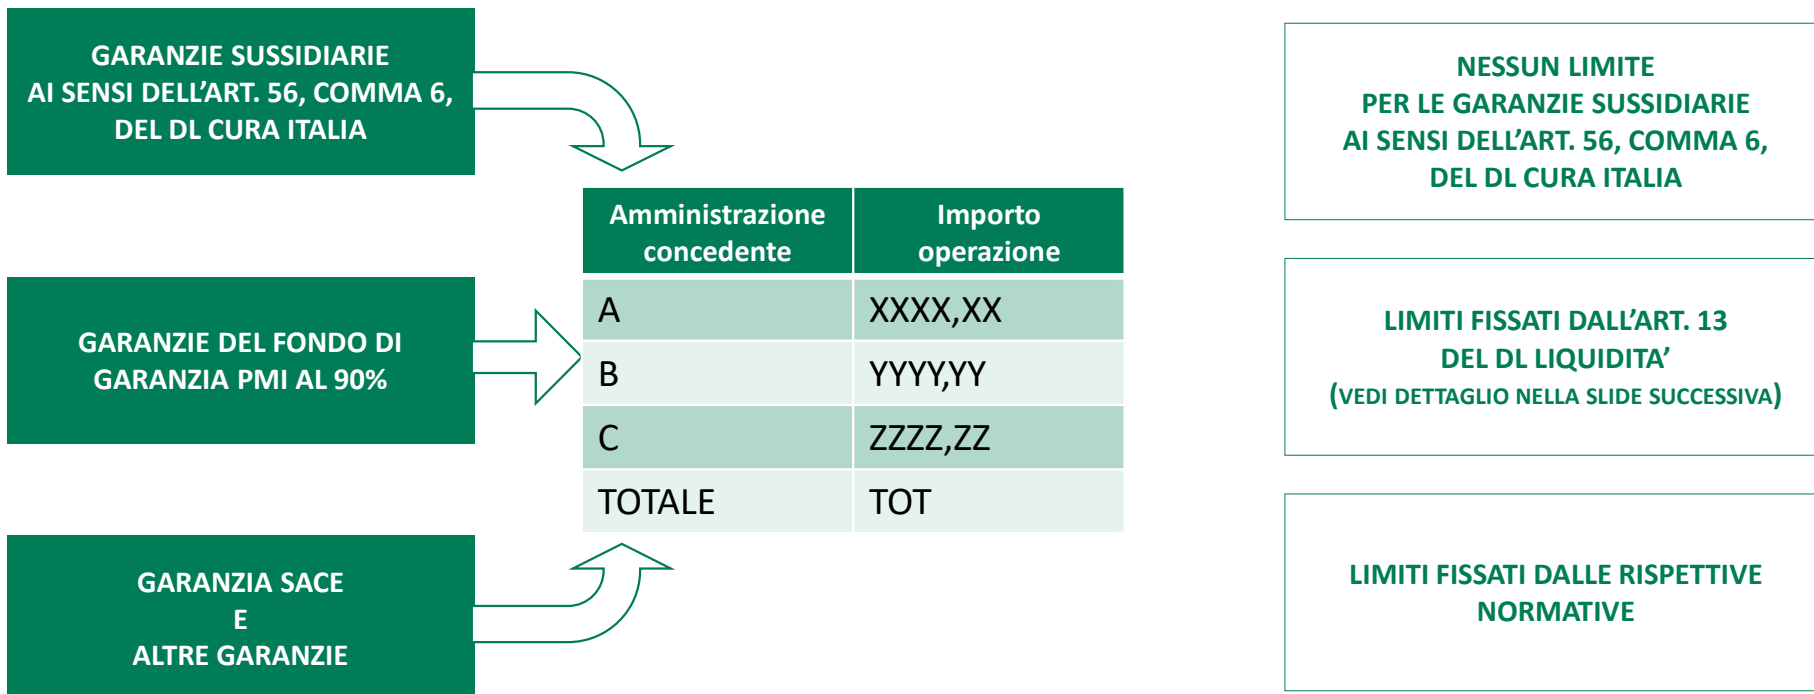 GARANZIE SUSSIDIARIE
AI SENSI DELL'ART. 56, COMMA 6,
DEL DL CURA ITALIA
GARANZIE DEL FONDO DI
GARANZIA PMI AL 90%
GARANZIA SACE
E
ALTRE GARANZIE
Amministrazione concedente	Importo operazione
A	XXXX,XX
B	YYYY,YY
C	ZZZZ,ZZ
TOTALE	TOT
NESSUN LIMITE
PER LE GARANZIE SUSSIDIARIE
AI SENSI DELL'ART. 56, COMMA 6,
DEL DL CURA ITALIA
LIMITI FISSATI DALL'ART. 13
DEL DL LIQUIDITA'
(VEDI DETTAGLIO NELLA SLIDE SUCCESSIVA)
LIMITI FISSATI DALLE RISPETTIVE
NORMATIVE